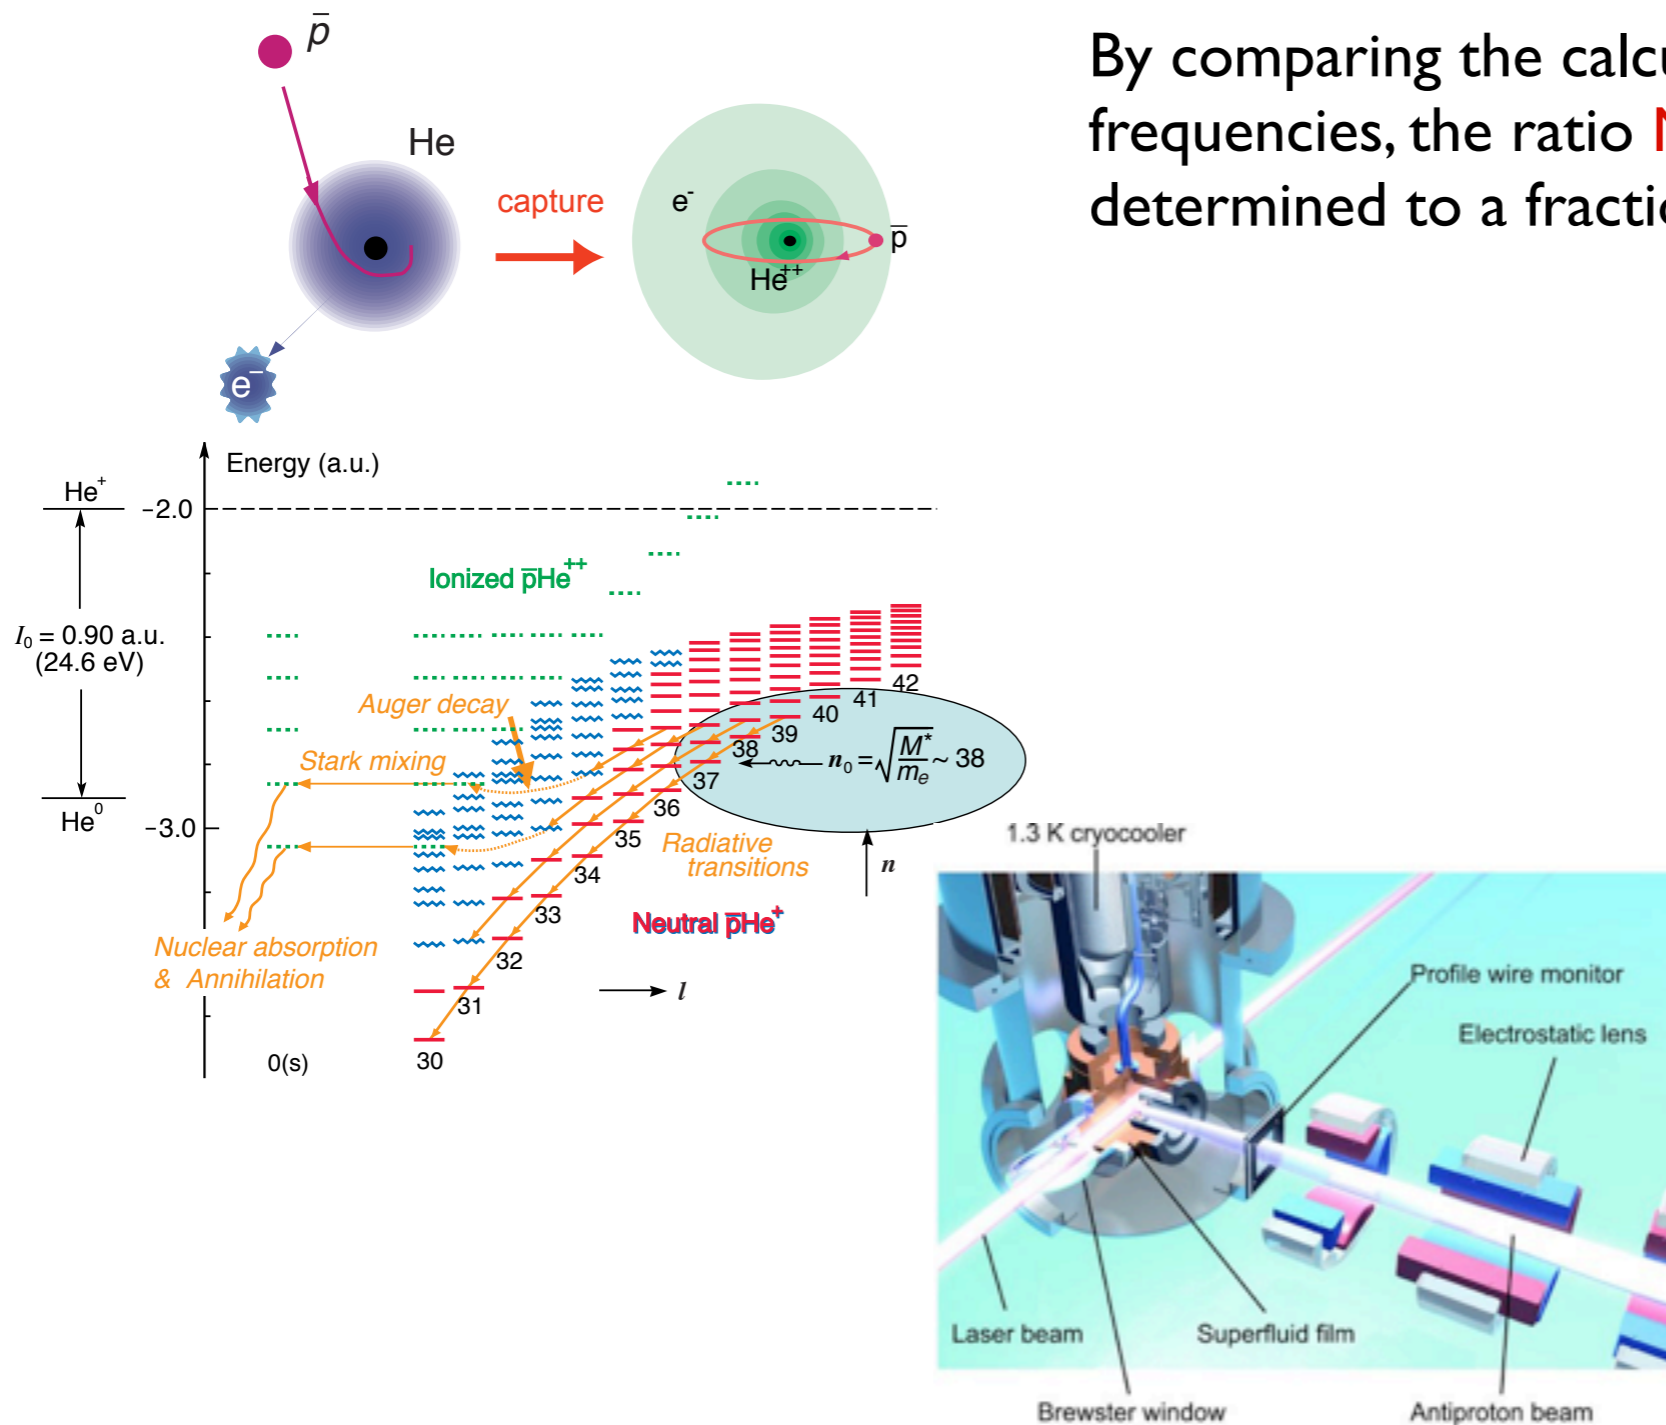 p̄
He
capture
e⁻
p̄
He⁺⁺
e⁻
By comparing the calcu
frequencies, the ratio
determined to a fractio
Energy (a.u.)
He⁺
−2.0
Ionized p̄He⁺⁺
I₀ = 0.90 a.u.
(24.6 eV)
Auger decay
Stark mixing
He⁰
−3.0
42
41
40
39
38
37
36
35
34
33
32
31
30
n₀ = √(M*/mₑ) ~ 38
Radiative
transitions
n
Neutral p̄He⁺
Nuclear absorption
& Annihilation
l
0(s)
1.3 K cryocooler
Profile wire monitor
Electrostatic lens
Laser beam
Superfluid film
Brewster window
Antiproton beam